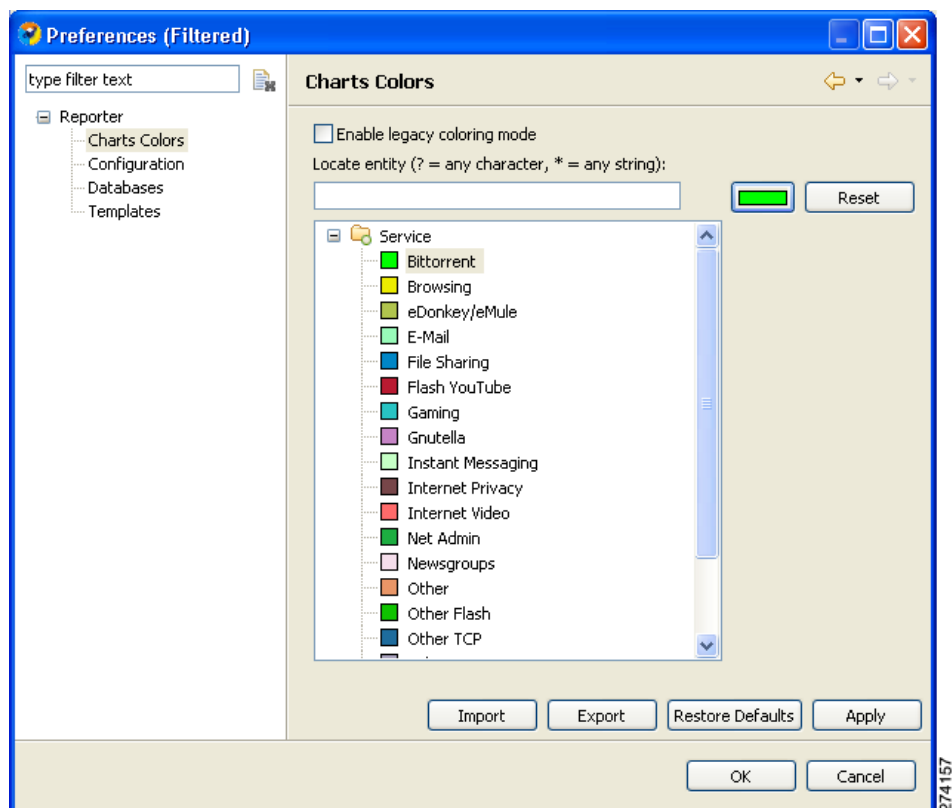 Preferences (Filtered)
type filter text
Reporter
Charts Colors
Configuration
Databases
Templates
Charts Colors
Enable legacy coloring mode
Locate entity (? = any character, * = any string):
Reset
Service
Bittorrent
Browsing
eDonkey/eMule
E-Mail
File Sharing
Flash YouTube
Gaming
Gnutella
Instant Messaging
Internet Privacy
Internet Video
Net Admin
Newsgroups
Other
Other Flash
Other TCP
Import
Export
Restore Defaults
Apply
OK
Cancel
274157